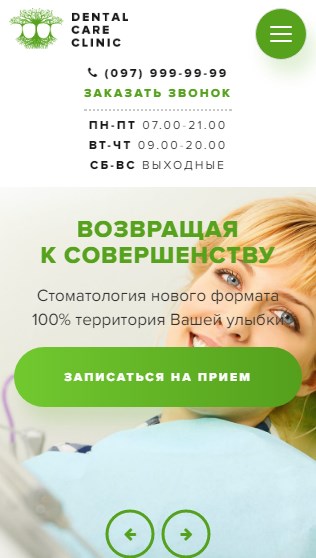 DENTAL
CARE
CLINIC
(097) 999-99-99
ЗАКАЗАТЬ ЗВОНОК
ПН-ПТ 07.00-21.00
ВТ-ЧТ 09.00-20.00
СБ-ВС ВЫХОДНЫЕ
ВОЗВРАЩАЯ
К СОВЕРШЕНСТВУ
Стоматология нового формата
100% территория Вашей улыбки
ЗАПИСАТЬСЯ НА ПРИЕМ